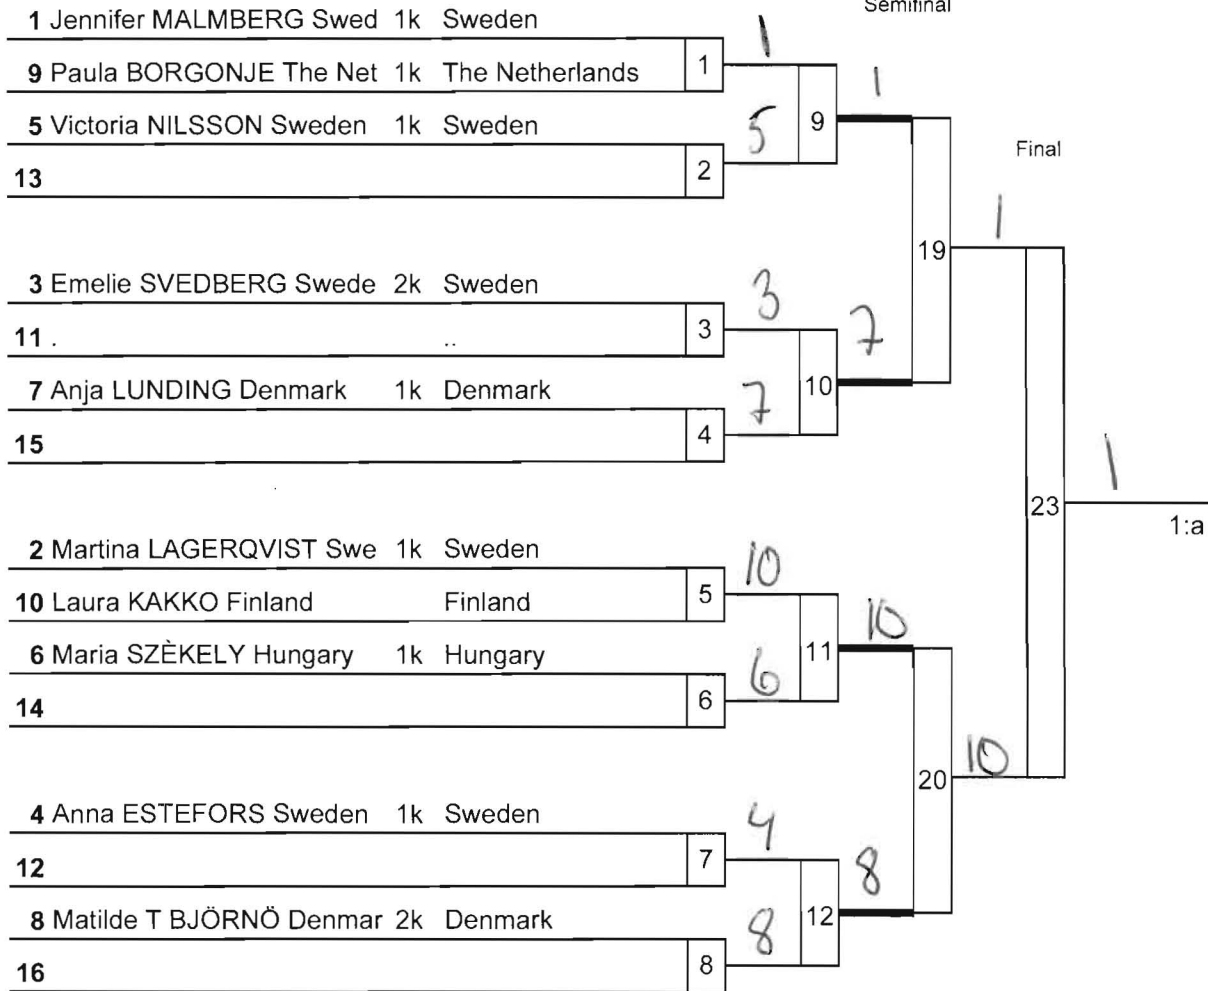 Semifinal
1 Jennifer MALMBERG Swed 1k Sweden
1
9 Paula BORGONJE The Net 1k The Netherlands
1
1
5 Victoria NILSSON Sweden 1k Sweden
5
9
Final
13
2
1
19
3 Emelie SVEDBERG Swede 2k Sweden
3
11 . ..
3
7
7 Anja LUNDING Denmark 1k Denmark
7
10
15
4
1
23
1:a
2 Martina LAGERQVIST Swe 1k Sweden
10
10 Laura KAKKO Finland Finland
5
10
6 Maria SZÈKELY Hungary 1k Hungary
6
11
14
6
10
20
4 Anna ESTEFORS Sweden 1k Sweden
4
12
7
8
8 Matilde T BJÖRNÖ Denmar 2k Denmark
8
12
16
8